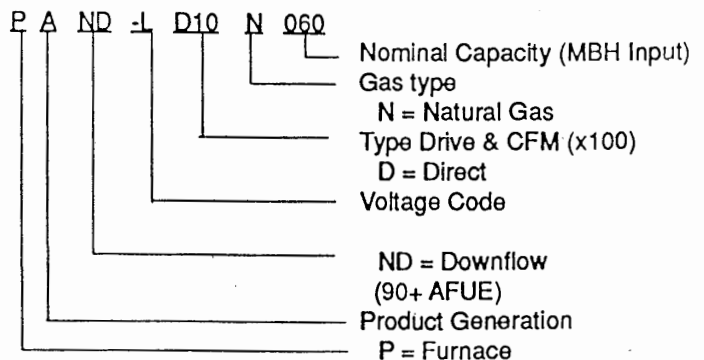 P A ND -L D10 N 060
Nominal Capacity (MBH Input)
Gas type
N = Natural Gas
Type Drive & CFM (x100)
D = Direct
Voltage Code
ND = Downflow
(90+ AFUE)
Product Generation
P = Furnace